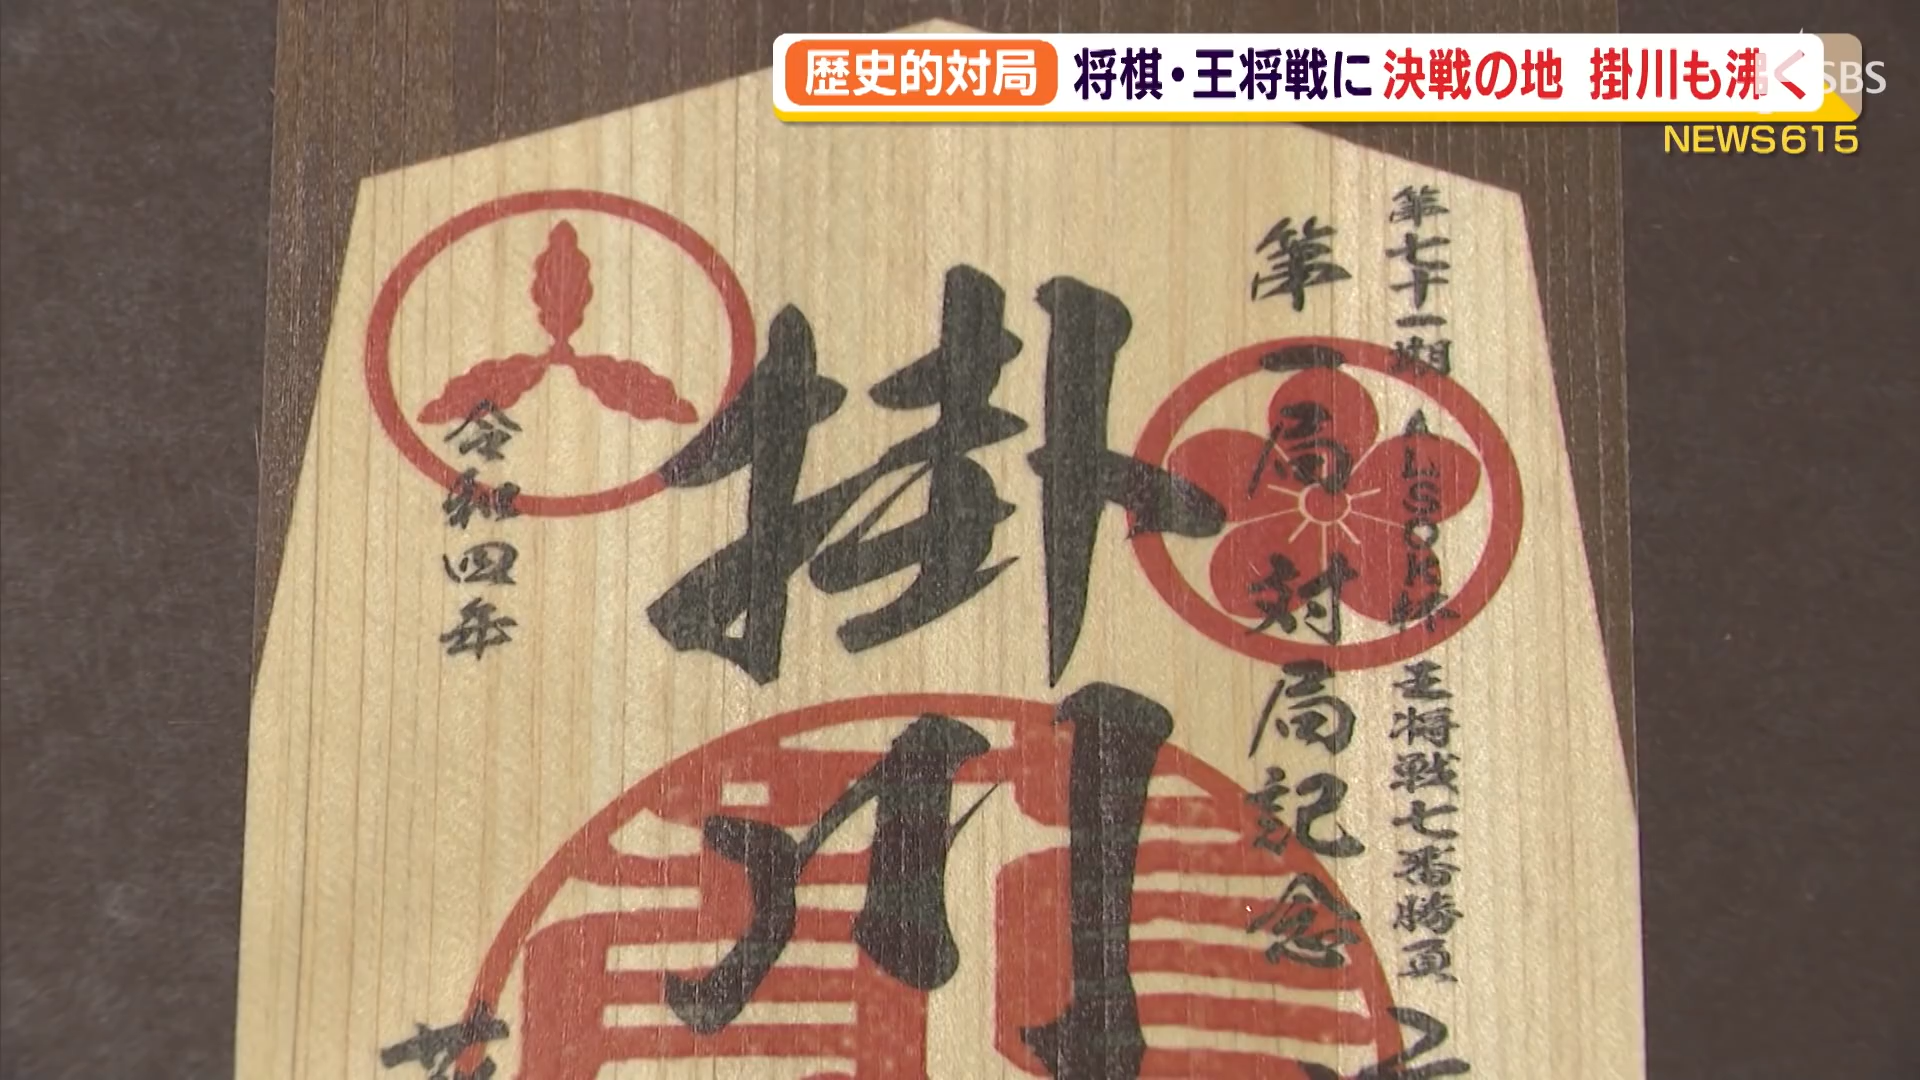 歴史的対局 将棋・王将戦に 決戦の地 掛川も沸く
SBS
NEWS615
第七十一期 ALSOK杯 王将戦七番勝負
第一局対局記念
掛川
令和四年